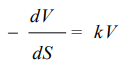 − dV/dS = kV